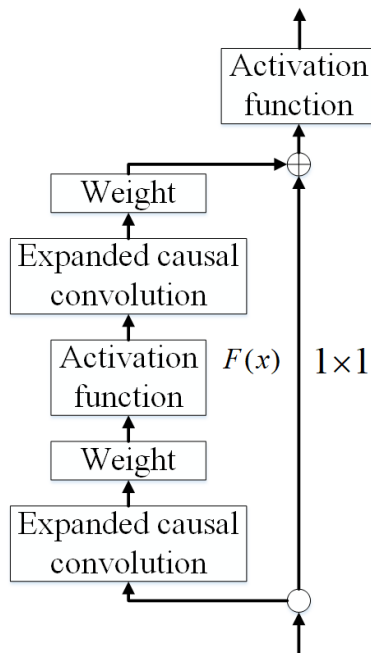 Activation
function
Weight
Expanded causal
convolution
Activation
function
F(x)
1×1
Weight
Expanded causal
convolution